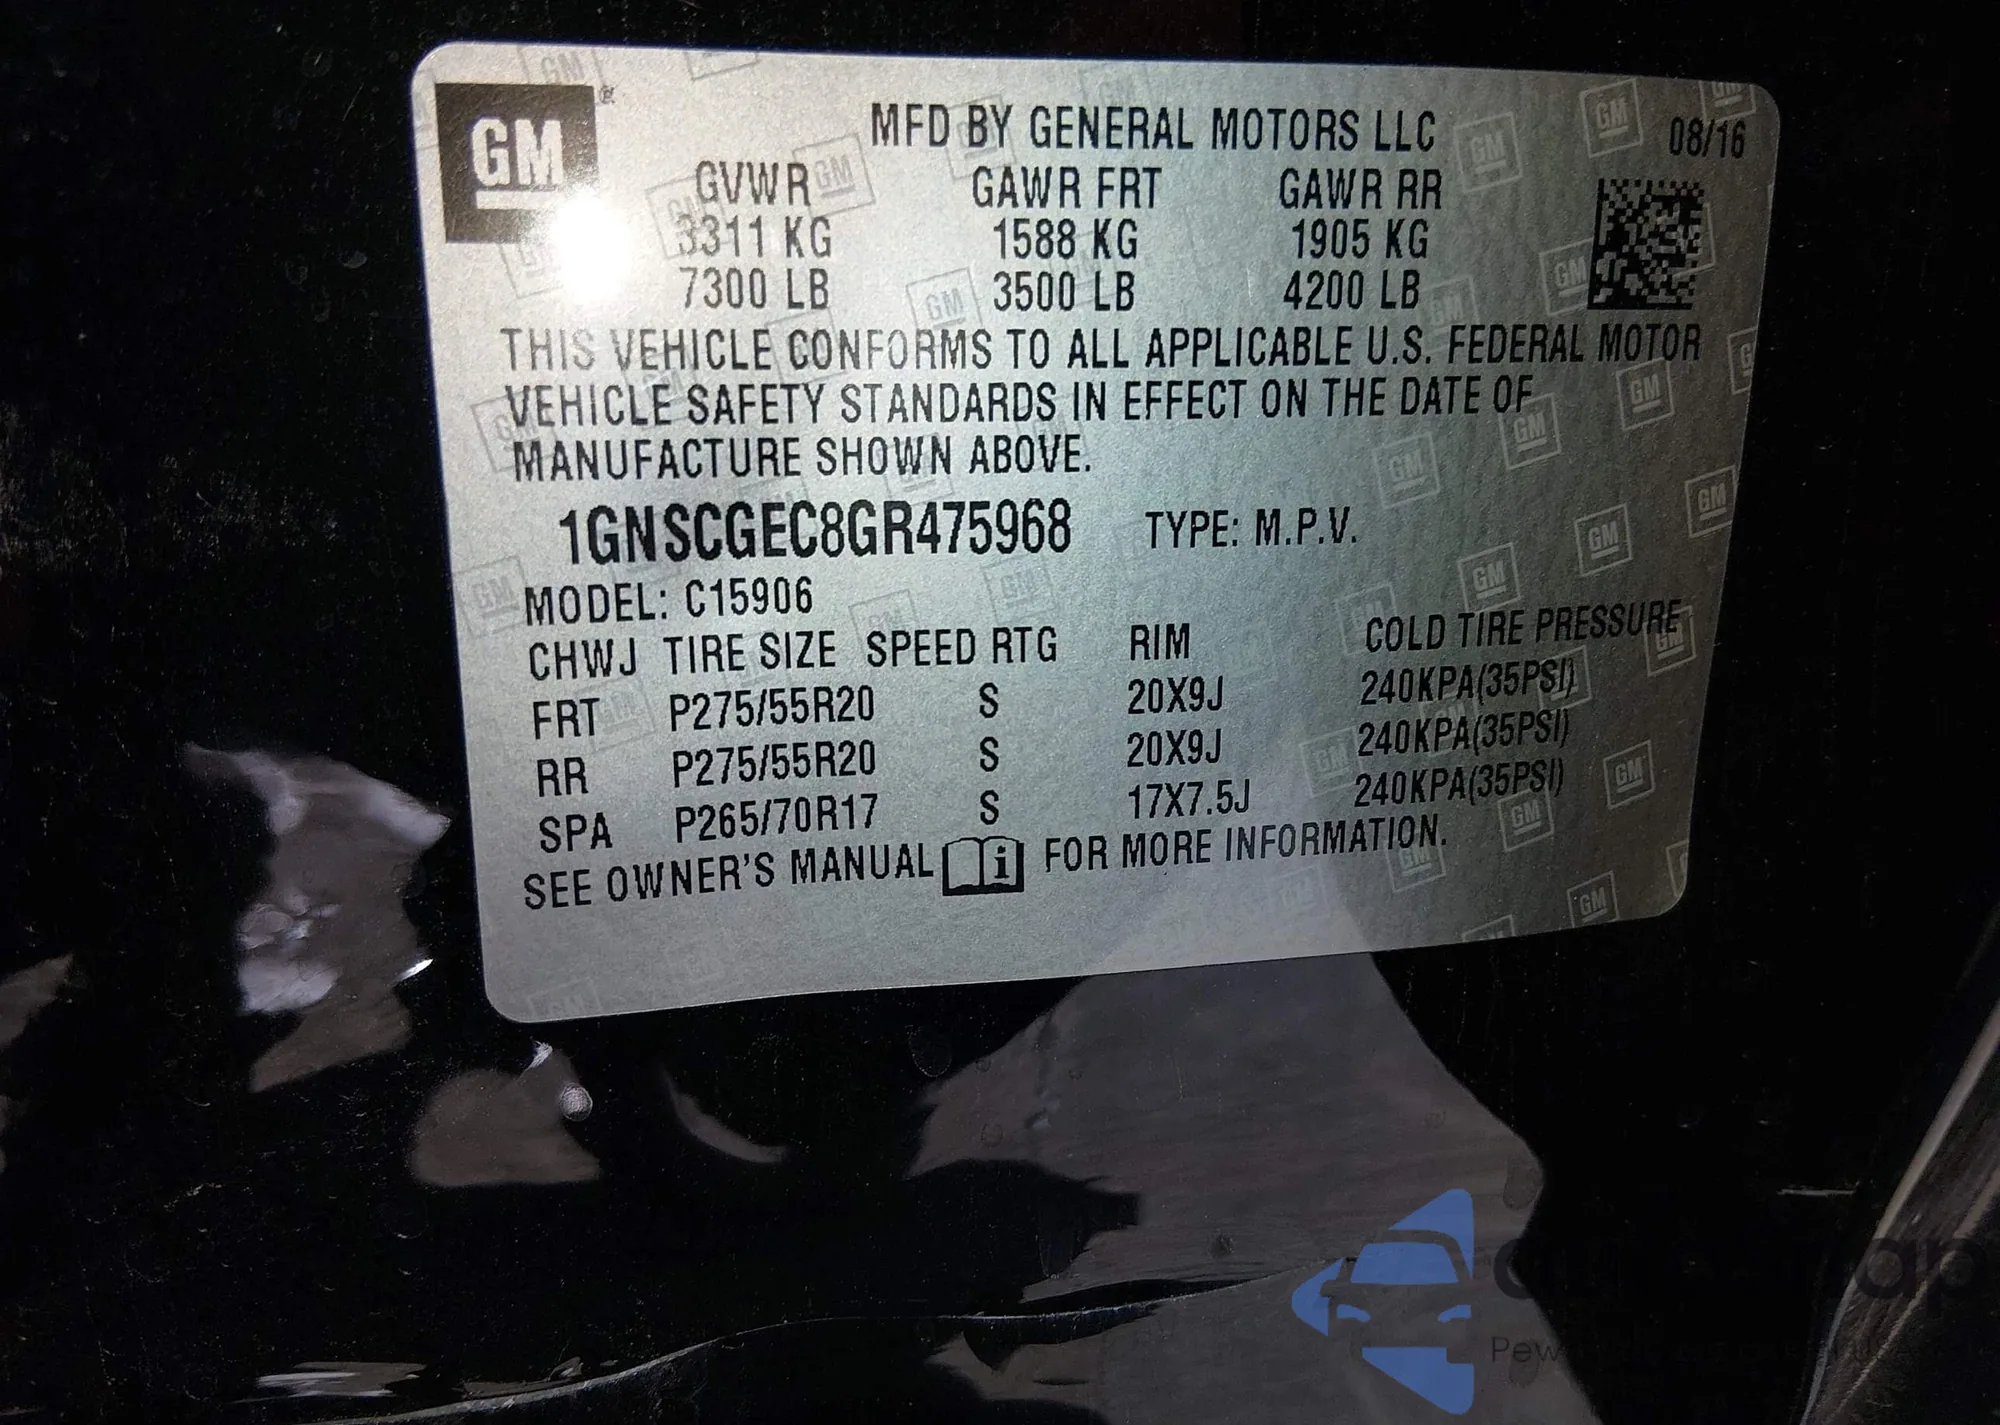 GM ®
MFD BY GENERAL MOTORS LLC 08/16
GVWR GAWR FRT GAWR RR
3311 KG 1588 KG 1905 KG
7300 LB 3500 LB 4200 LB
THIS VEHICLE CONFORMS TO ALL APPLICABLE U.S. FEDERAL MOTOR
VEHICLE SAFETY STANDARDS IN EFFECT ON THE DATE OF
MANUFACTURE SHOWN ABOVE.
1GNSCGEC8GR475968 TYPE: M.P.V.
MODEL: C15906
CHWJ TIRE SIZE SPEED RTG RIM COLD TIRE PRESSURE
FRT P275/55R20 S 20X9J 240KPA(35PSI)
RR P275/55R20 S 20X9J 240KPA(35PSI)
SPA P265/70R17 S 17X7.5J 240KPA(35PSI)
SEE OWNER'S MANUAL i FOR MORE INFORMATION.